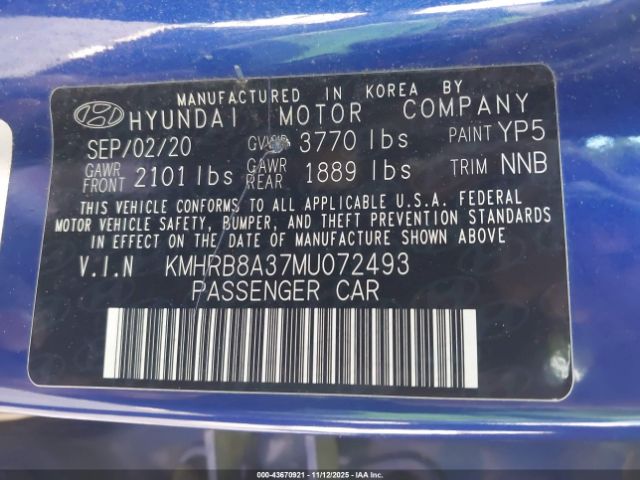 MANUFACTURED IN KOREA BY
HYUNDAI MOTOR COMPANY
SEP/02/20 GVWR 3770 lbs PAINT YP5
GAWR FRONT 2101 lbs GAWR REAR 1889 lbs TRIM NNB
THIS VEHICLE CONFORMS TO ALL APPLICABLE U.S.A. FEDERAL
MOTOR VEHICLE SAFETY, BUMPER, AND THEFT PREVENTION STANDARDS
IN EFFECT ON THE DATE OF MANUFACTURE SHOWN ABOVE
V.I.N KMHRB8A37MU072493
PASSENGER CAR
000-43670921 - 11/12/2025 - IAAI.CA